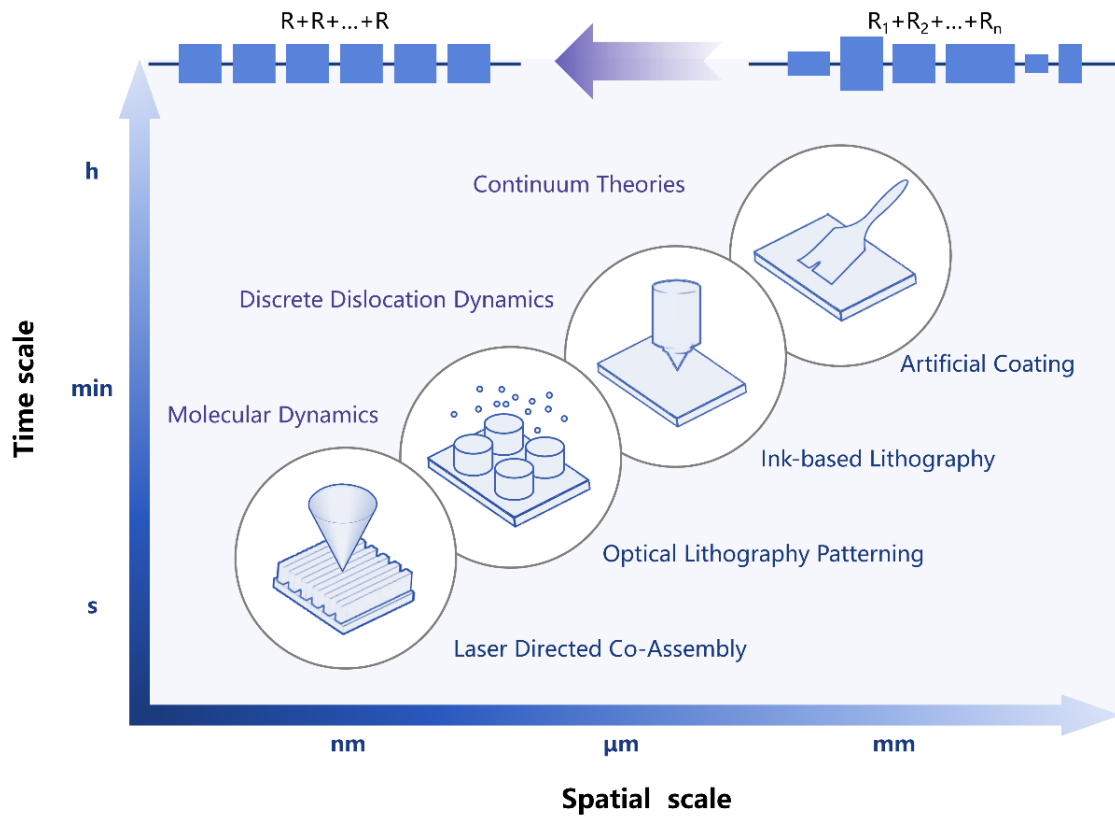 R+R+...+R
R₁+R₂+...+Rₙ
h
Continuum Theories
Discrete Dislocation Dynamics
Artificial Coating
Time scale
min
Molecular Dynamics
Ink-based Lithography
Optical Lithography Patterning
s
Laser Directed Co-Assembly
nm
μm
mm
Spatial scale